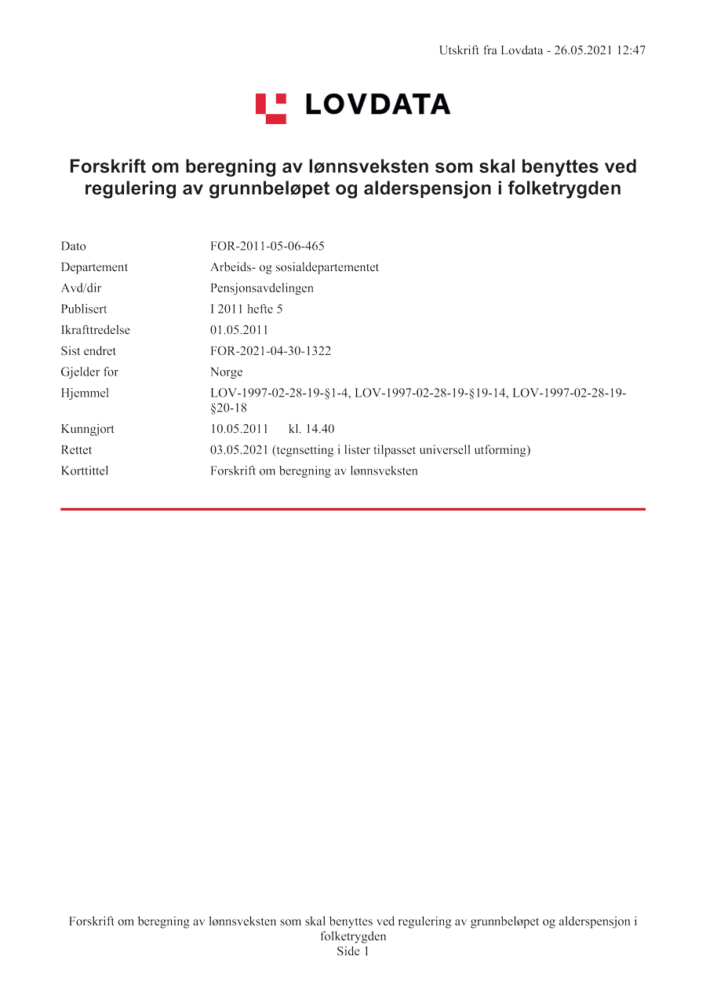 Utskrift fra Lovdata - 26.05.2021 12:47
LOVDATA
Forskrift om beregning av lønnsveksten som skal benyttes ved
regulering av grunnbeløpet og alderspensjon i folketrygden
Dato FOR-2011-05-06-465
Departement Arbeids- og sosialdepartementet
Avd/dir Pensjonsavdelingen
Publisert I 2011 hefte 5
Ikrafttredelse 01.05.2011
Sist endret FOR-2021-04-30-1322
Gjelder for Norge
Hjemmel LOV-1997-02-28-19-§1-4, LOV-1997-02-28-19-§19-14, LOV-1997-02-28-19-
§20-18
Kunngjort 10.05.2011 kl. 14.40
Rettet 03.05.2021 (tegnsetting i lister tilpasset universell utforming)
Korttittel Forskrift om beregning av lønnsveksten
Forskrift om beregning av lønnsveksten som skal benyttes ved regulering av grunnbeløpet og alderspensjon i
folketrygden
Side 1